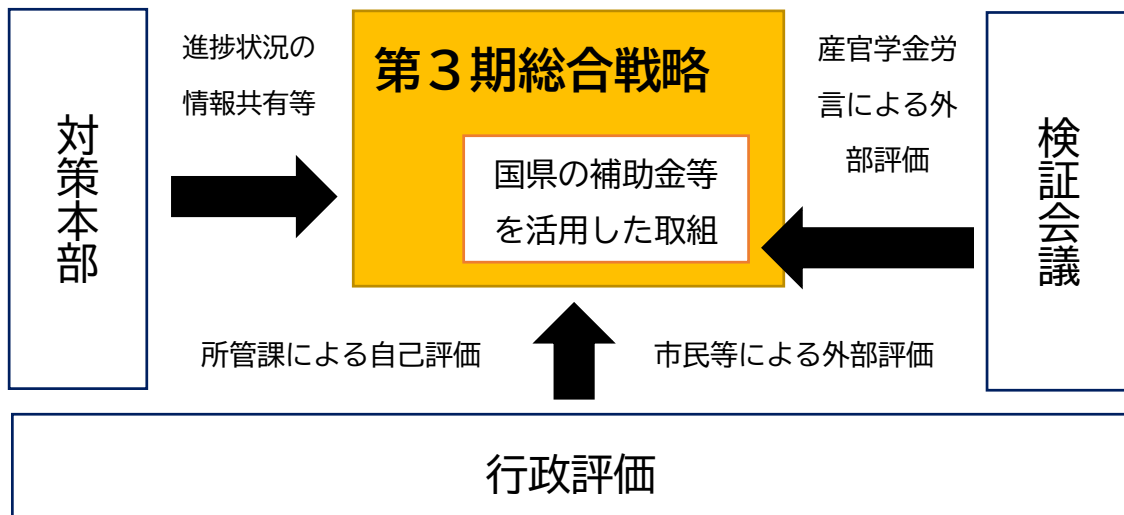 対策本部
進捗状況の
情報共有等
第３期総合戦略
国県の補助金等
を活用した取組
産官学金労
言による外
部評価
検証会議
所管課による自己評価
市民等による外部評価
行政評価